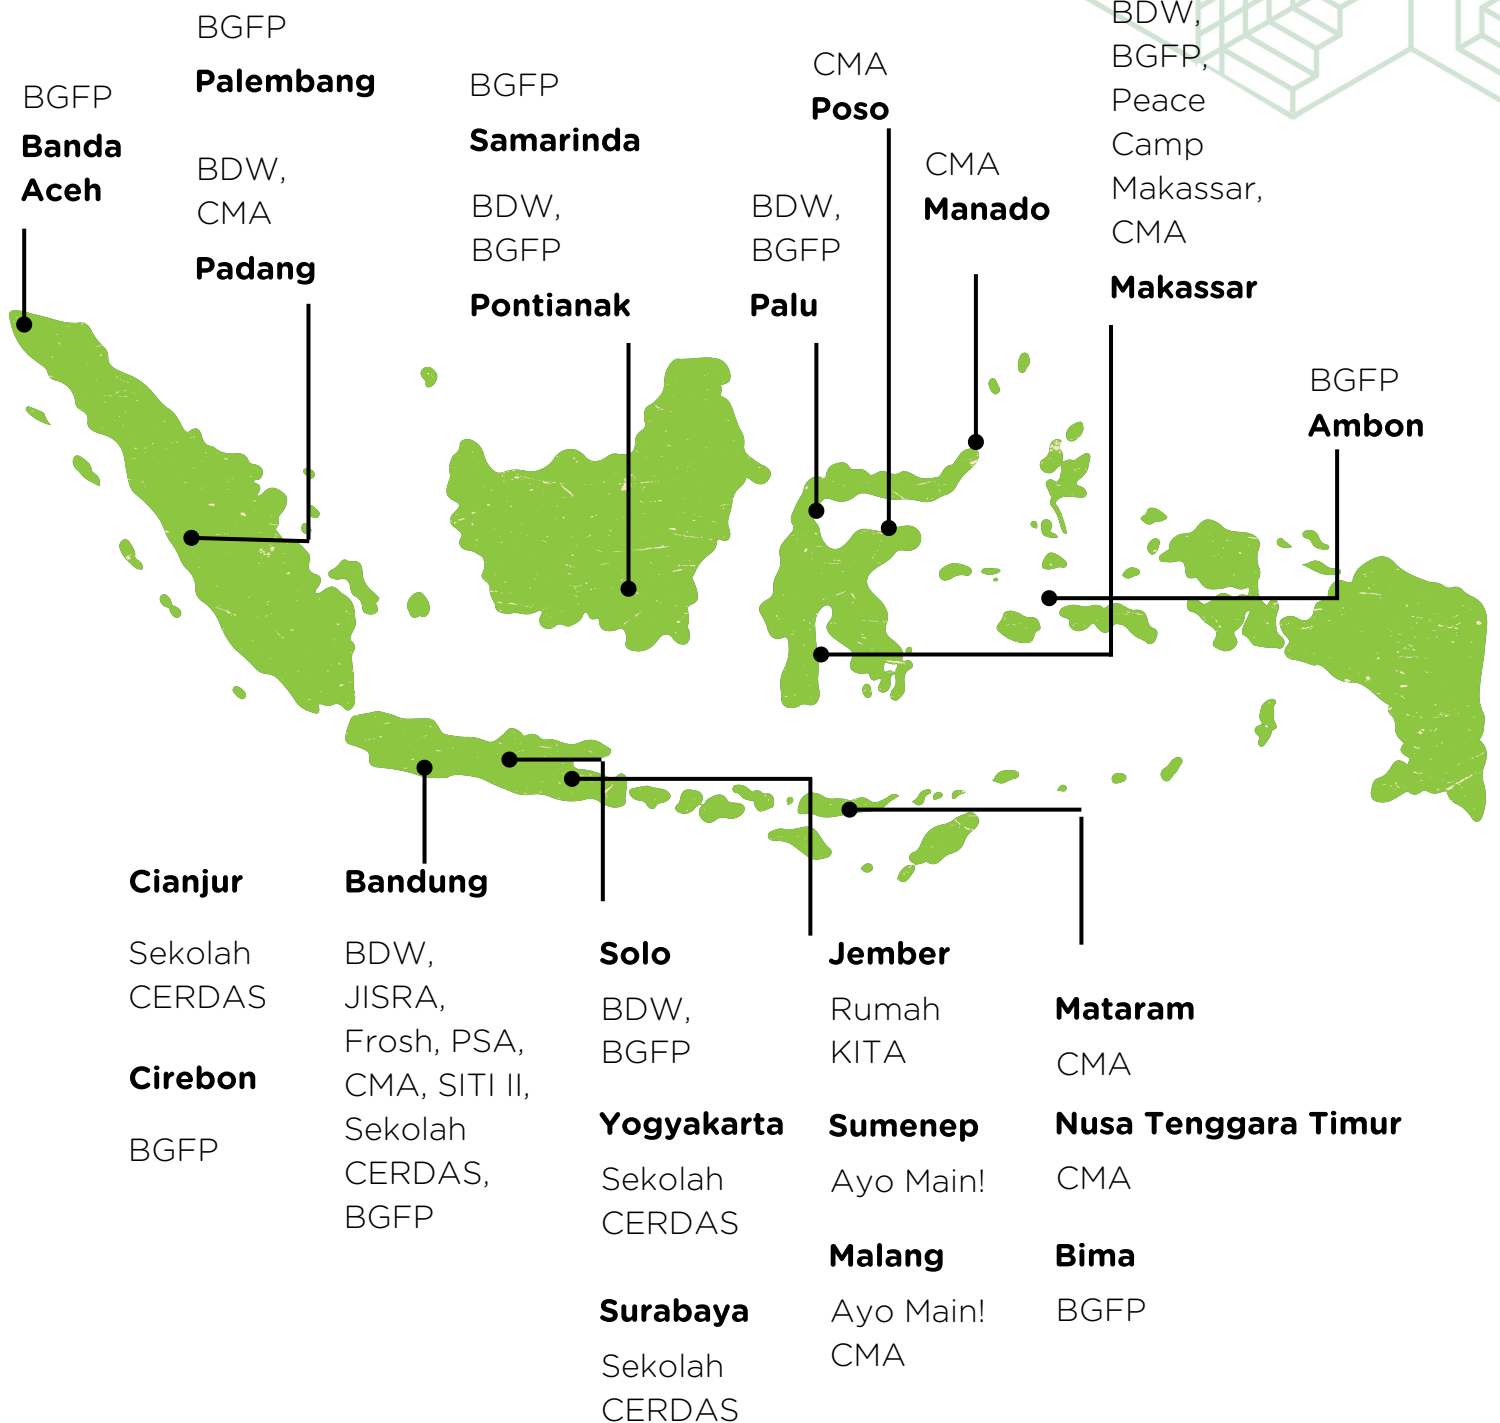 BGFP
Banda
Aceh
BGFP
Palembang
BDW,
CMA
Padang
BGFP
Samarinda
BDW,
BGFP
Pontianak
BDW,
BGFP
Palu
CMA
Poso
CMA
Manado
BDW,
BGFP,
Peace
Camp
Makassar,
CMA
Makassar
BGFP
Ambon
Cianjur
Sekolah
CERDAS
Cirebon
BGFP
Bandung
BDW,
JISRA,
Frosh, PSA,
CMA, SITI II,
Sekolah
CERDAS,
BGFP
Solo
BDW,
BGFP
Yogyakarta
Sekolah
CERDAS
Surabaya
Sekolah
CERDAS
Jember
Rumah
KITA
Sumenep
Ayo Main!
Malang
Ayo Main!
CMA
Mataram
CMA
Nusa Tenggara Timur
CMA
Bima
BGFP